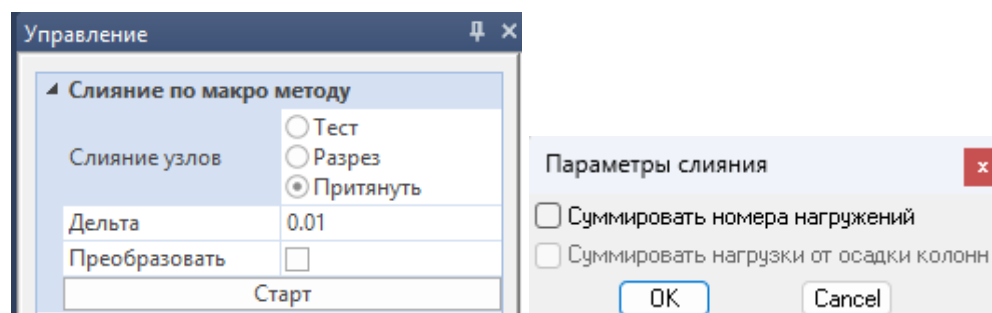 Управление
Слияние по макро методу
Слияние узлов
Тест
Разрез
Притянуть
Дельта 0.01
Преобразовать
Старт
Параметры слияния
x
Суммировать номера нагружений
Суммировать нагрузки от осадки колонн
OK Cancel